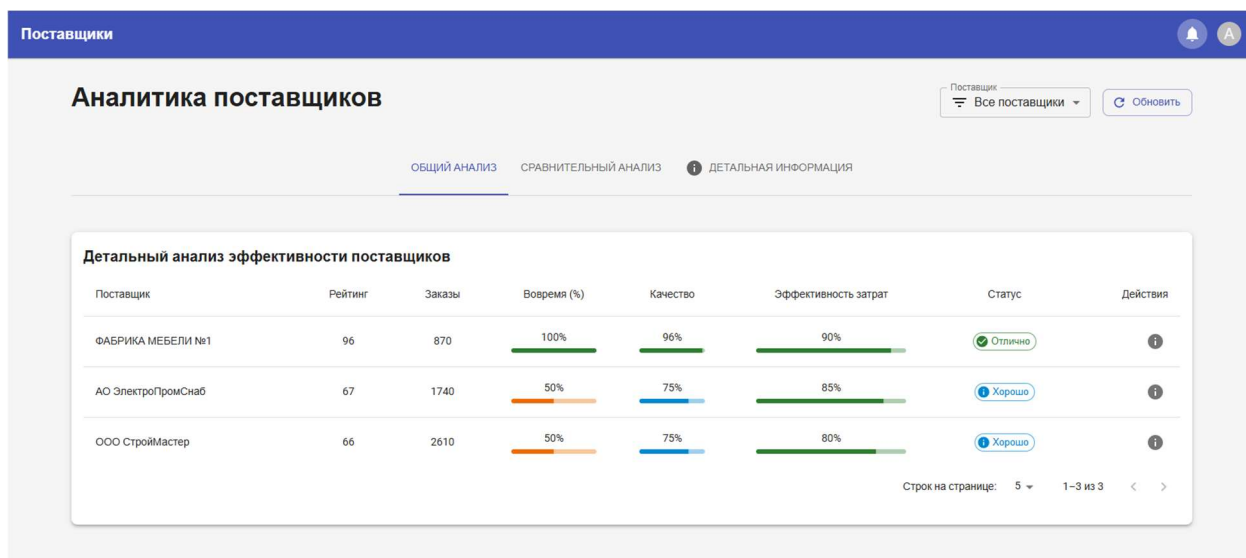 Поставщики
A
Аналитика поставщиков
Поставщик
Все поставщики
Обновить
ОБЩИЙ АНАЛИЗ СРАВНИТЕЛЬНЫЙ АНАЛИЗ ДЕТАЛЬНАЯ ИНФОРМАЦИЯ
Детальный анализ эффективности поставщиков
Поставщик Рейтинг Заказы Вовремя (%) Качество Эффективность затрат Статус Действия
ФАБРИКА МЕБЕЛИ №1 96 870 100% 96% 90% Отлично
АО ЭлектроПромСнаб 67 1740 50% 75% 85% Хорошо
ООО СтройМастер 66 2610 50% 75% 80% Хорошо
Строк на странице: 5 1–3 из 3